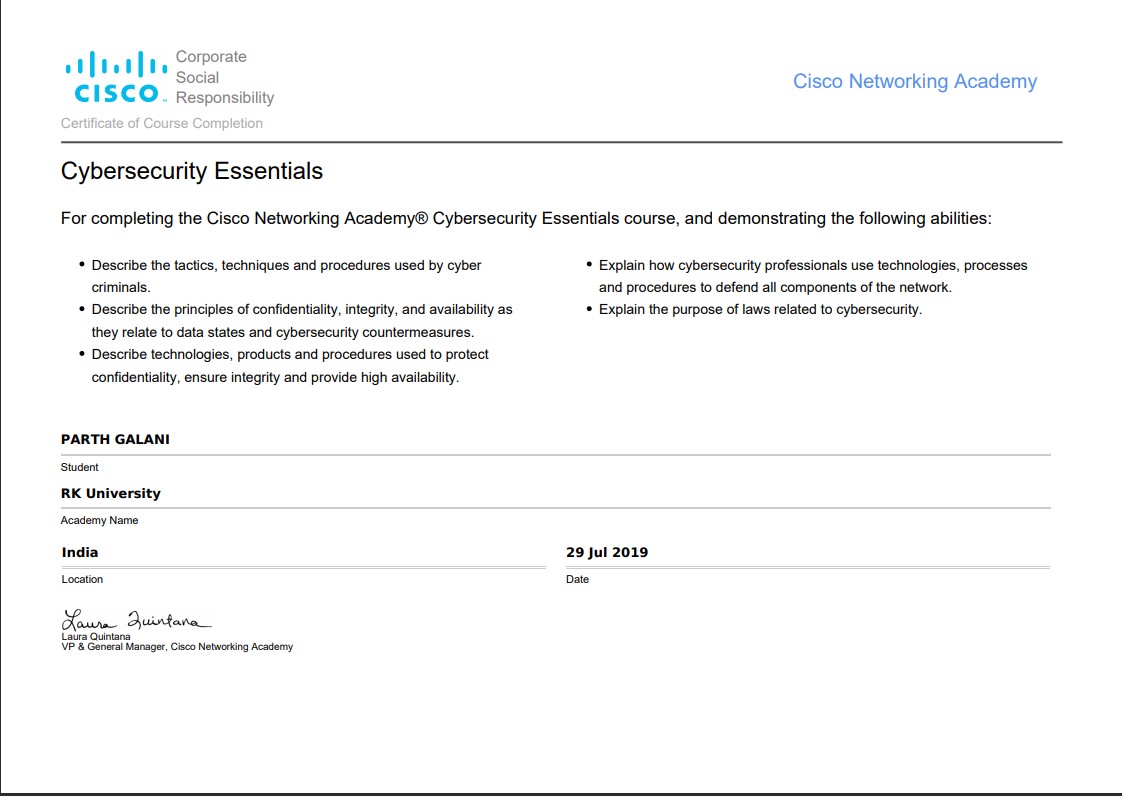 CISCO
Corporate
Social
Responsibility
Cisco Networking Academy
Certificate of Course Completion
Cybersecurity Essentials
For completing the Cisco Networking Academy® Cybersecurity Essentials course, and demonstrating the following abilities:
• Describe the tactics, techniques and procedures used by cyber
criminals.
• Describe the principles of confidentiality, integrity, and availability as
they relate to data states and cybersecurity countermeasures.
• Describe technologies, products and procedures used to protect
confidentiality, ensure integrity and provide high availability.
• Explain how cybersecurity professionals use technologies, processes
and procedures to defend all components of the network.
• Explain the purpose of laws related to cybersecurity.
PARTH GALANI
Student
RK University
Academy Name
India
Location
29 Jul 2019
Date
Laura Quintana
Laura Quintana
VP & General Manager, Cisco Networking Academy